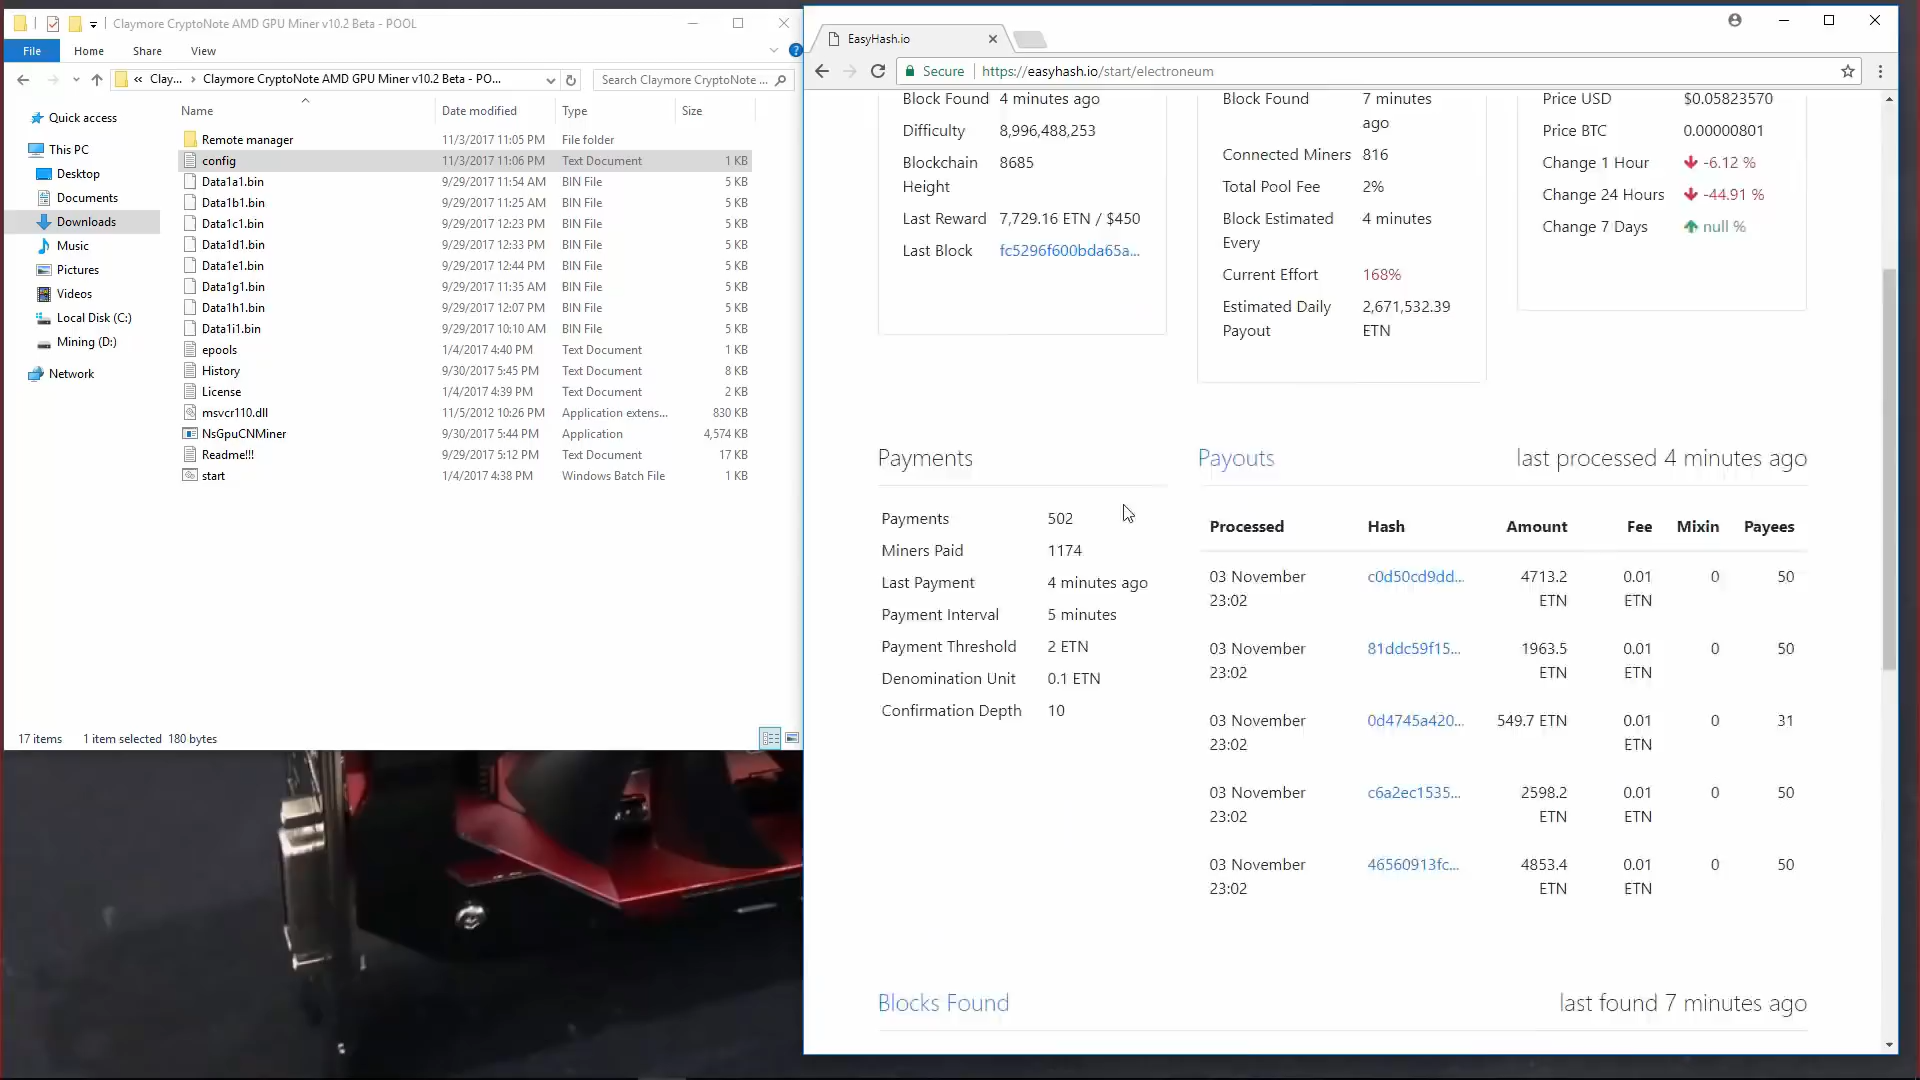 Claymore CryptoNote AMD GPU Miner v10.2 Beta - POOL
File Home Share View
« Clay... › Claymore CryptoNote AMD GPU Miner v10.2 Beta - PO... Search Claymore CryptoNote ...
Name Date modified Type Size
Quick access
This PC
Desktop
Documents
Downloads
Music
Pictures
Videos
Local Disk (C:)
Mining (D:)
Network
Remote manager 11/3/2017 11:05 PM File folder
config 11/3/2017 11:06 PM Text Document 1 KB
Data1a1.bin 9/29/2017 11:54 AM BIN File 5 KB
Data1b1.bin 9/29/2017 11:25 AM BIN File 5 KB
Data1c1.bin 9/29/2017 12:23 PM BIN File 5 KB
Data1d1.bin 9/29/2017 12:33 PM BIN File 5 KB
Data1e1.bin 9/29/2017 12:44 PM BIN File 5 KB
Data1g1.bin 9/29/2017 11:35 AM BIN File 5 KB
Data1h1.bin 9/29/2017 12:07 PM BIN File 5 KB
Data1i1.bin 9/29/2017 10:10 AM BIN File 5 KB
epools 1/4/2017 4:40 PM Text Document 1 KB
History 9/30/2017 5:45 PM Text Document 8 KB
License 1/4/2017 4:39 PM Text Document 2 KB
msvcr110.dll 11/5/2012 10:26 PM Application extens... 830 KB
NsGpuCNMiner 9/30/2017 5:44 PM Application 4,574 KB
Readme!!! 9/29/2017 5:12 PM Text Document 17 KB
start 1/4/2017 4:38 PM Windows Batch File 1 KB
17 items 1 item selected 180 bytes
EasyHash.io
Secure https://easyhash.io/start/electroneum
Block Found 4 minutes ago
Difficulty 8,996,488,253
Blockchain 8685
Height
Last Reward 7,729.16 ETN / $450
Last Block fc5296f600bda65a...
Block Found 7 minutes
ago
Connected Miners 816
Total Pool Fee 2%
Block Estimated 4 minutes
Every
Current Effort 168%
Estimated Daily 2,671,532.39
Payout ETN
Price USD $0.05823570
Price BTC 0.00000801
Change 1 Hour -6.12 %
Change 24 Hours -44.91 %
Change 7 Days null %
Payments
Payments 502
Miners Paid 1174
Last Payment 4 minutes ago
Payment Interval 5 minutes
Payment Threshold 2 ETN
Denomination Unit 0.1 ETN
Confirmation Depth 10
Payouts last processed 4 minutes ago
Processed Hash Amount Fee Mixin Payees
03 November c0d50cd9dd... 4713.2 0.01 0 50
23:02 ETN ETN
03 November 81ddc59f15... 1963.5 0.01 0 50
23:02 ETN ETN
03 November 0d4745a420... 549.7 ETN 0.01 0 31
23:02 ETN
03 November c6a2ec1535... 2598.2 0.01 0 50
23:02 ETN ETN
03 November 46560913fc... 4853.4 0.01 0 50
23:02 ETN ETN
Blocks Found last found 7 minutes ago